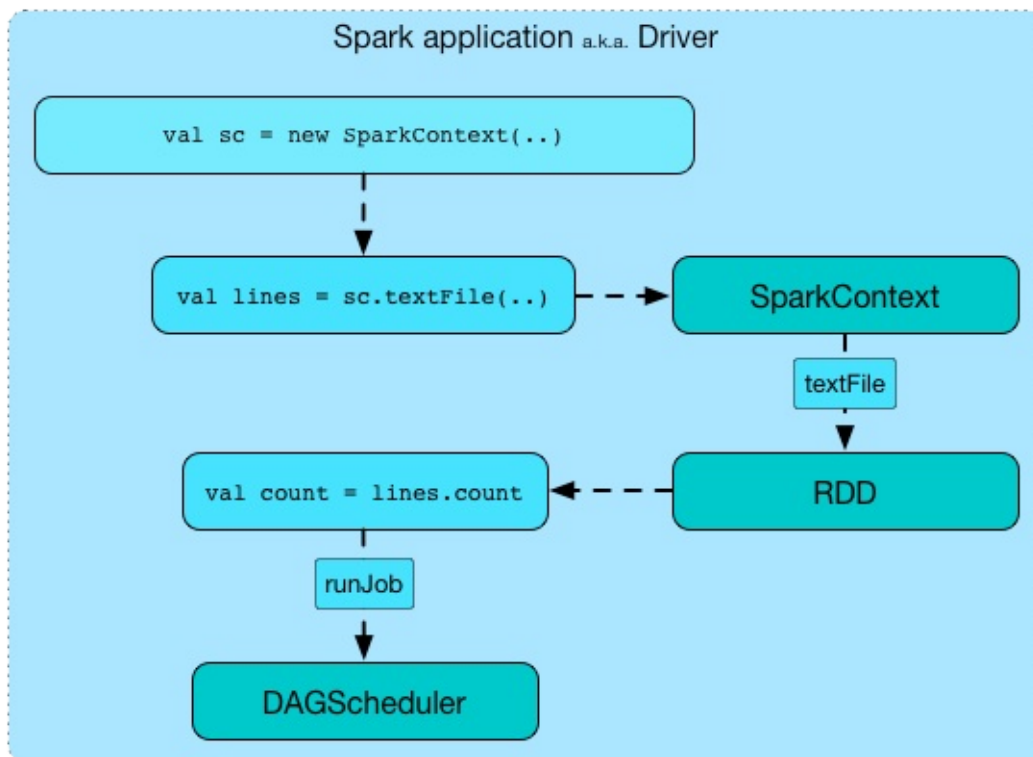 Spark application a.k.a. Driver
val sc = new SparkContext(..)
val lines = sc.textFile(..)
SparkContext
textFile
RDD
val count = lines.count
runJob
DAGScheduler